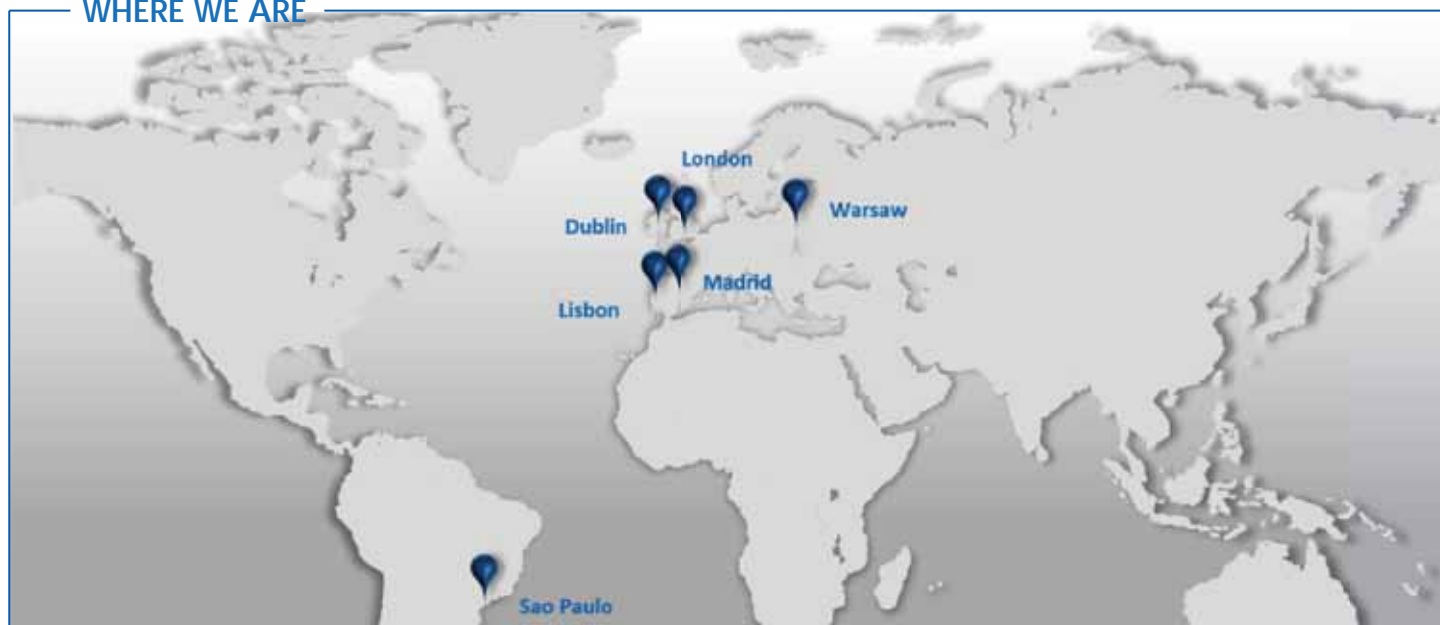 WHERE WE ARE
London
Warsaw
Dublin
Madrid
Lisbon
Sao Paulo